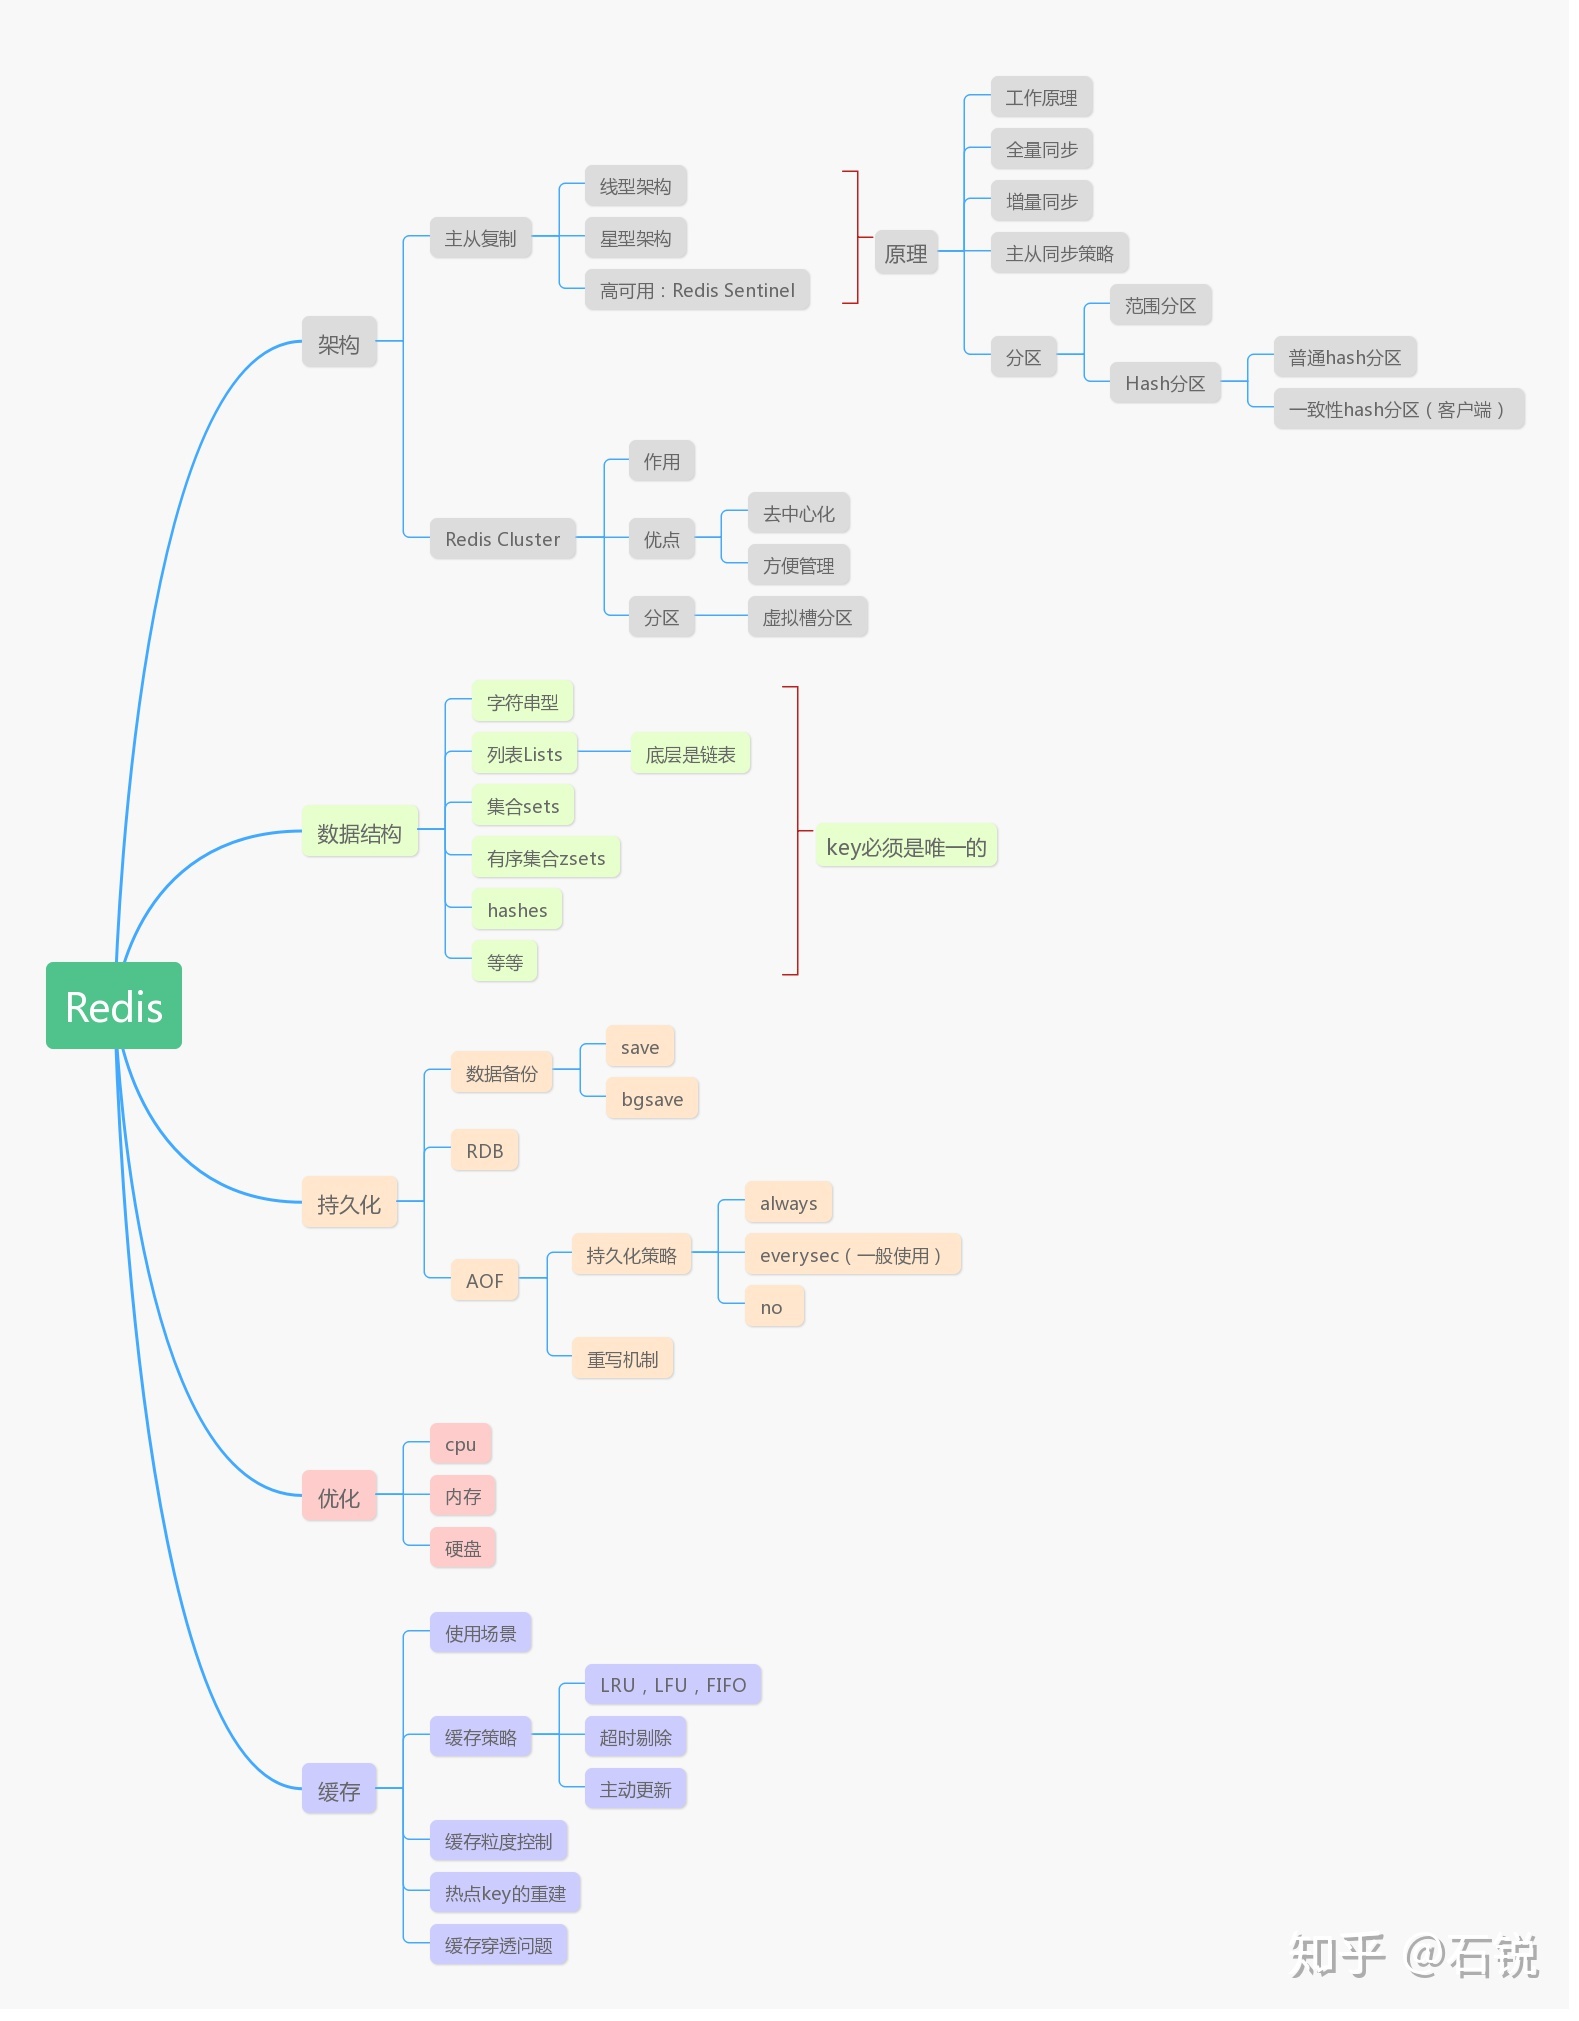 Redis
架构
主从复制
线型架构
星型架构
高可用：Redis Sentinel
原理
工作原理
全量同步
增量同步
主从同步策略
分区
范围分区
Hash分区
普通hash分区
一致性hash分区（客户端）
Redis Cluster
作用
优点
去中心化
方便管理
分区
虚拟槽分区
数据结构
字符串型
列表Lists
底层是链表
集合sets
有序集合zsets
hashes
等等
key必须是唯一的
持久化
数据备份
save
bgsave
RDB
AOF
持久化策略
always
everysec（一般使用）
no
重写机制
优化
cpu
内存
硬盘
缓存
使用场景
缓存策略
LRU，LFU，FIFO
超时剔除
主动更新
缓存粒度控制
热点key的重建
缓存穿透问题
知乎 @石锐